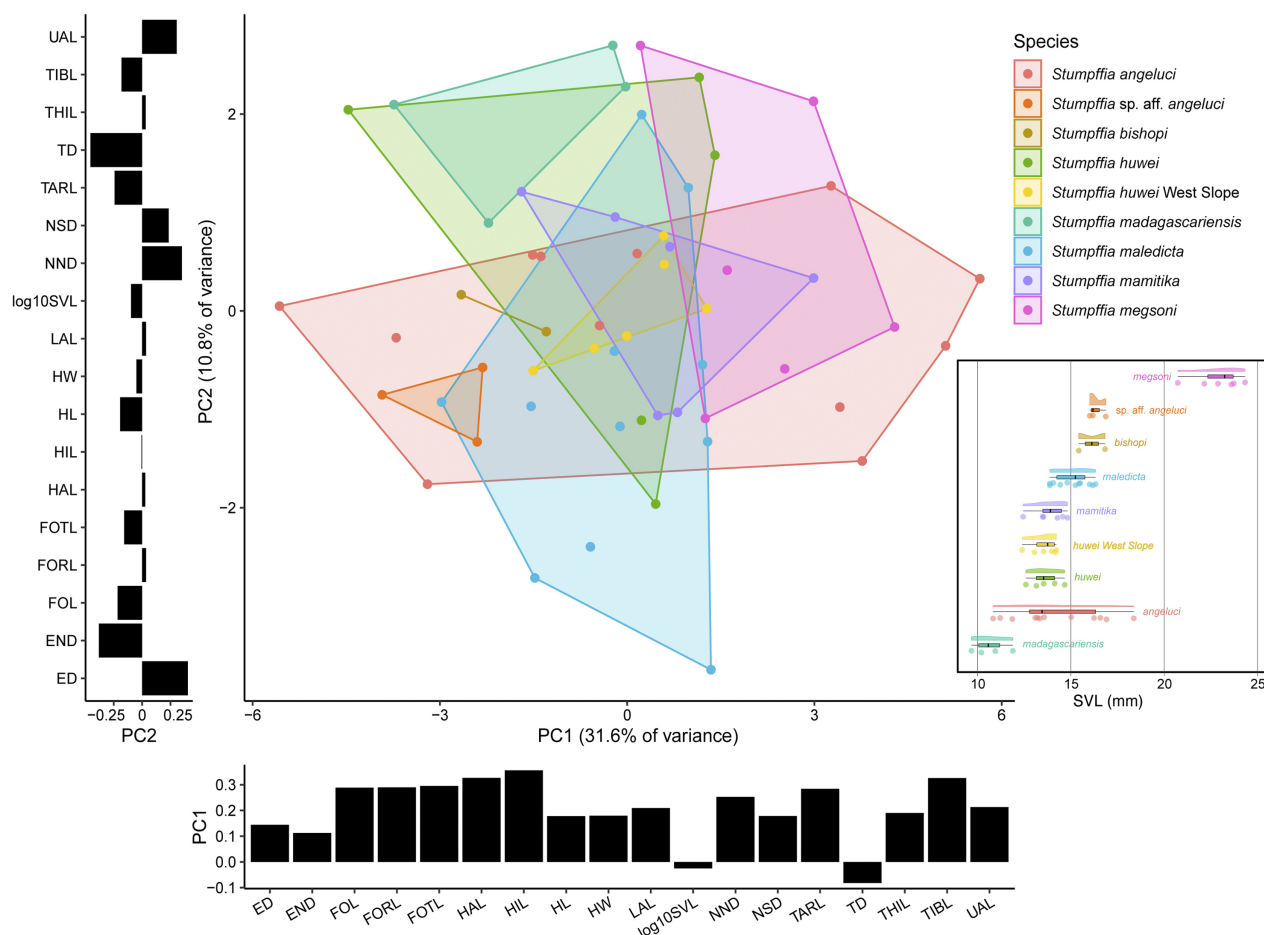 UAL
TIBL
THIL
TD
TARL
NSD
NND
log10SVL
LAL
HW
HL
HIL
HAL
FOTL
FORL
FOL
END
ED
−0.25 0 0.25
PC2
PC2 (10.8% of variance)
2
0
−2
−6 −3 0 3 6
PC1 (31.6% of variance)
Species
Stumpffia angeluci
Stumpffia sp. aff. angeluci
Stumpffia bishopi
Stumpffia huwei
Stumpffia huwei West Slope
Stumpffia madagascariensis
Stumpffia maledicta
Stumpffia mamitika
Stumpffia megsoni
megsoni
sp. aff. angeluci
bishopi
maledicta
mamitika
huwei West Slope
huwei
angeluci
madagascariensis
10 15 20 25
SVL (mm)
PC1
0.3
0.2
0.1
0.0
−0.1
ED END FOL FORL FOTL HAL HIL HL HW LAL log10SVL NND NSD TARL TD THIL TIBL UAL